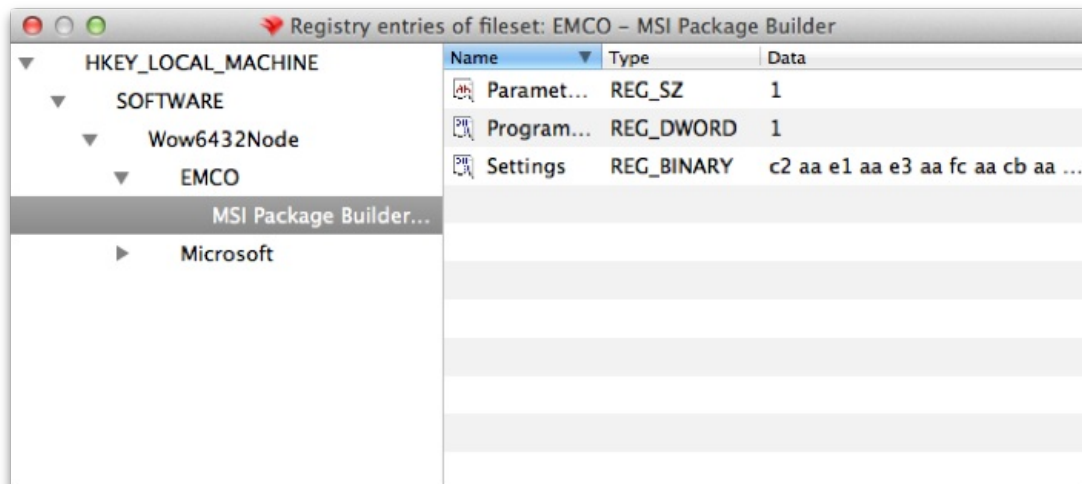 Registry entries of fileset: EMCO – MSI Package Builder
HKEY_LOCAL_MACHINE
SOFTWARE
Wow6432Node
EMCO
MSI Package Builder...
Microsoft
Name Type Data
Paramet... REG_SZ 1
Program... REG_DWORD 1
Settings REG_BINARY c2 aa e1 aa e3 aa fc aa cb aa ...